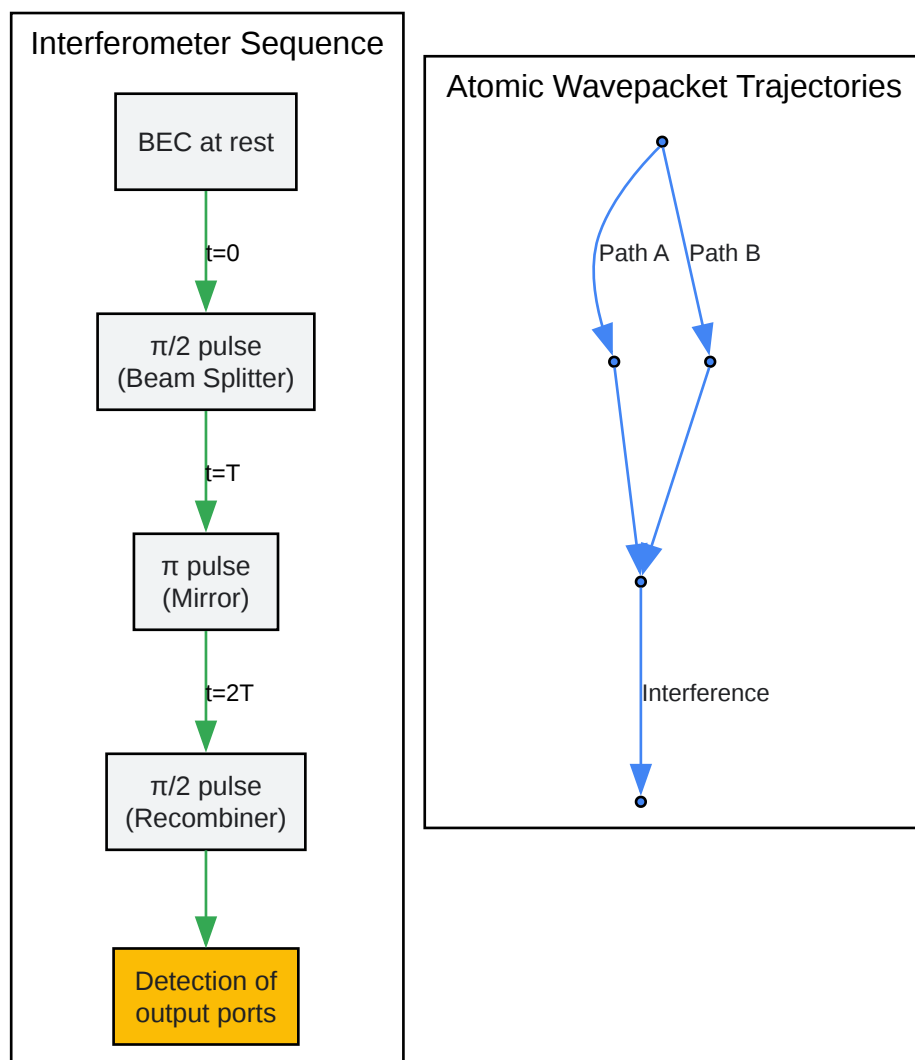 Interferometer Sequence
BEC at rest
t=0
π/2 pulse
(Beam Splitter)
t=T
π pulse
(Mirror)
t=2T
π/2 pulse
(Recombiner)
Detection of
output ports
Atomic Wavepacket Trajectories
Path A
Path B
Interference